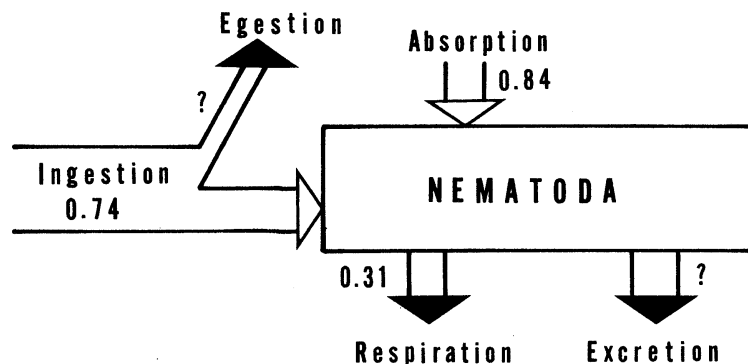 Egestion
Absorption
0.84
?
Ingestion
0.74
NEMATODA
0.31
?
Respiration
Excretion